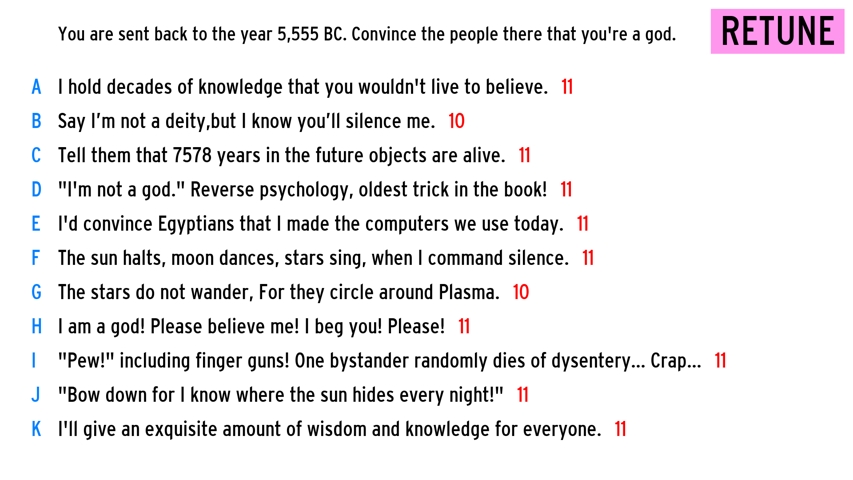 You are sent back to the year 5,555 BC. Convince the people there that you're a god.
RETUNE
A I hold decades of knowledge that you wouldn't live to believe. 11
B Say I’m not a deity,but I know you’ll silence me. 10
C Tell them that 7578 years in the future objects are alive. 11
D "I'm not a god." Reverse psychology, oldest trick in the book! 11
E I'd convince Egyptians that I made the computers we use today. 11
F The sun halts, moon dances, stars sing, when I command silence. 11
G The stars do not wander, For they circle around Plasma. 10
H I am a god! Please believe me! I beg you! Please! 11
I "Pew!" including finger guns! One bystander randomly dies of dysentery... Crap... 11
J "Bow down for I know where the sun hides every night!" 11
K I'll give an exquisite amount of wisdom and knowledge for everyone. 11